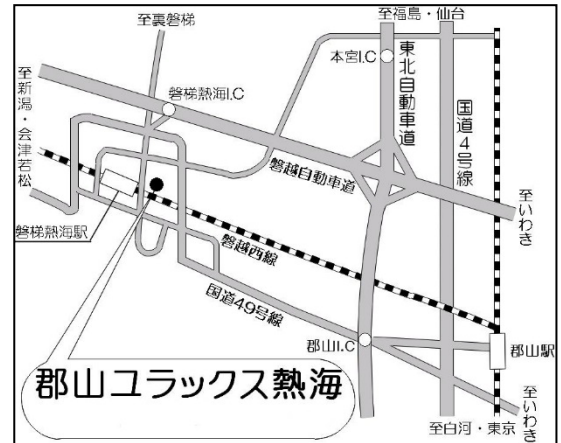 至裏磐梯
至福島・仙台
本宮I.C
東北自動車道
国道4号線
至新潟・会津若松
磐梯熱海I.C
磐越自動車道
至いわき
磐梯熱海駅
磐越西線
国道49号線
郡山I.C
郡山駅
郡山ユラックス熱海
至いわき
至白河・東京